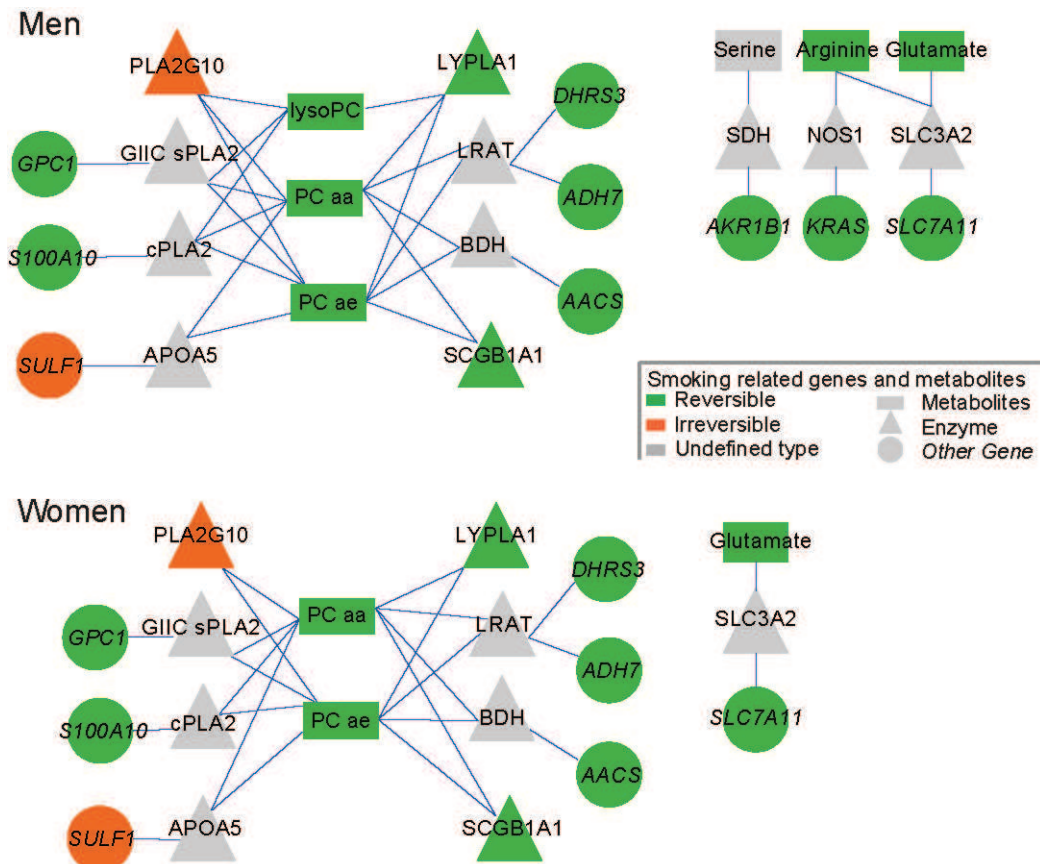 Men
PLA2G10
LYPLA1
Serine
Arginine
Glutamate
lysoPC
DHRS3
GPC1
GIIC sPLA2
LRAT
SDH
NOS1
SLC3A2
PC aa
ADH7
S100A10
cPLA2
BDH
AKR1B1
KRAS
SLC7A11
PC ae
AACS
SULF1
APOA5
SCGB1A1
Smoking related genes and metabolites
Reversible
Metabolites
Irreversible
Enzyme
Undefined type
Other Gene
Women
PLA2G10
LYPLA1
Glutamate
DHRS3
PC aa
GPC1
GIIC sPLA2
LRAT
SLC3A2
ADH7
S100A10
cPLA2
PC ae
BDH
SLC7A11
AACS
SULF1
APOA5
SCGB1A1